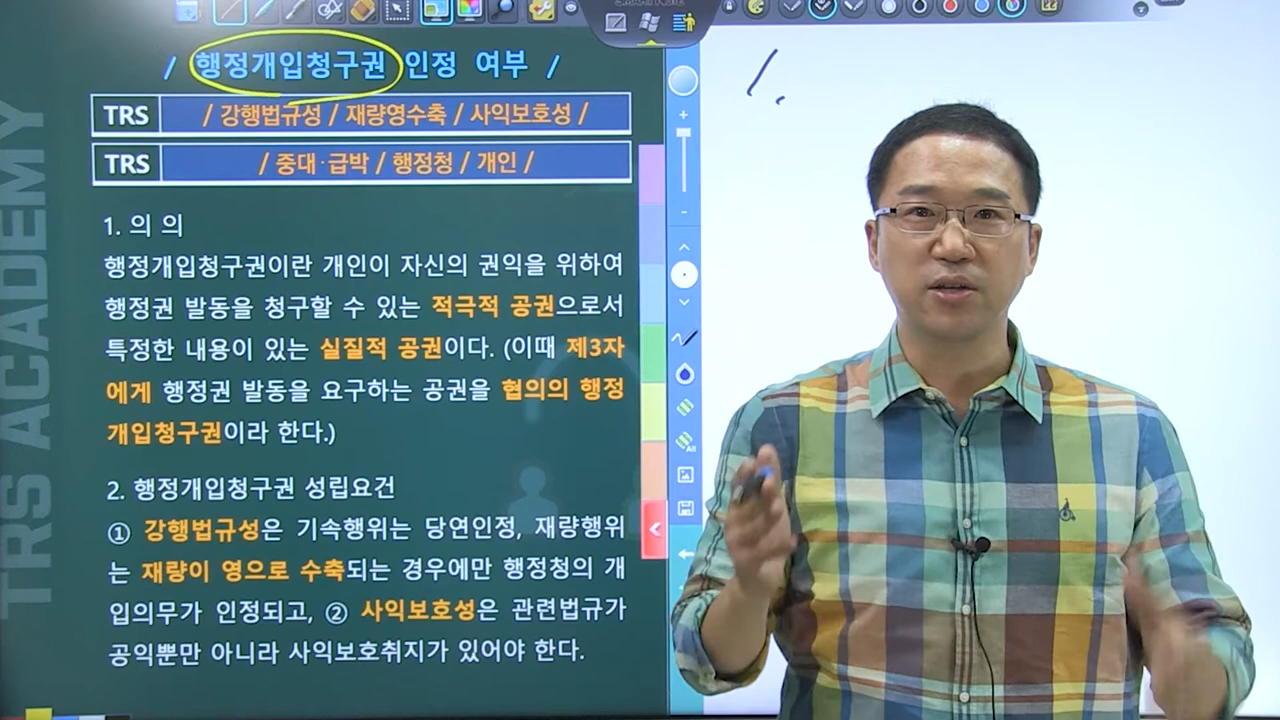 / 행정개입청구권 인정 여부 /
TRS / 강행법규성 / 재량영수축 / 사익보호성 /
TRS / 중대·급박 / 행정청 / 개인 /
1. 의 의
행정개입청구권이란 개인이 자신의 권익을 위하여
행정권 발동을 청구할 수 있는 적극적 공권으로서
특정한 내용이 있는 실질적 공권이다. (이때 제3자
에게 행정권 발동을 요구하는 공권을 협의의 행정
개입청구권이라 한다.)
2. 행정개입청구권 성립요건
① 강행법규성은 기속행위는 당연인정, 재량행위
는 재량이 영으로 수축되는 경우에만 행정청의 개
입의무가 인정되고, ② 사익보호성은 관련법규가
공익뿐만 아니라 사익보호취지가 있어야 한다.
TRS ACADEMY
1.
All